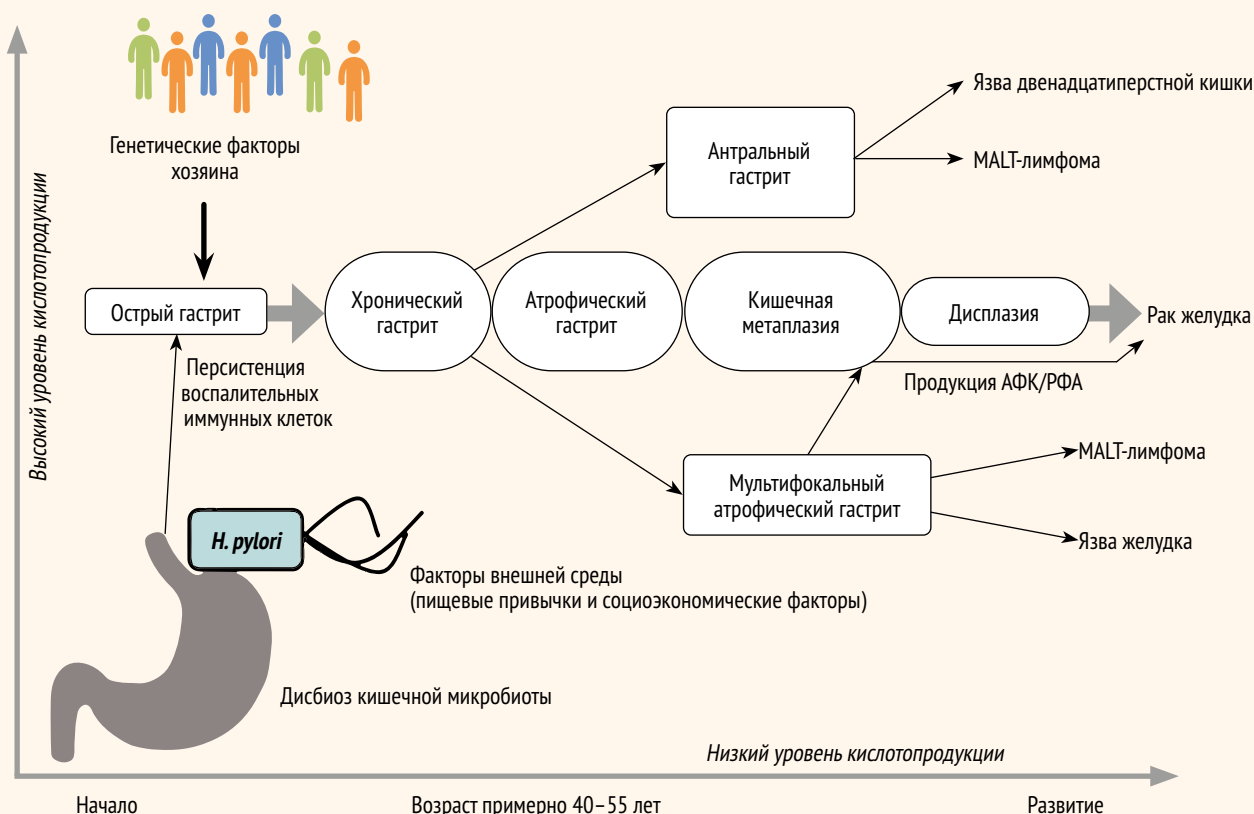 Генетические факторы
хозяина
Высокий уровень кислотопродукции
Язва двенадцатиперстной кишки
Антральный
гастрит
MALT-лимфома
Острый гастрит
Хронический
гастрит
Атрофический
гастрит
Кишечная
метаплазия
Дисплазия
Рак желудка
Персистенция
воспалительных
иммунных клеток
Продукция АФК/РФА
Мультифокальный
атрофический гастрит
MALT-лимфома
Язва желудка
H. pylori
Факторы внешней среды
(пищевые привычки и социоэкономические факторы)
Дисбиоз кишечной микробиоты
Низкий уровень кислотопродукции
Начало
Возраст примерно 40–55 лет
Развитие